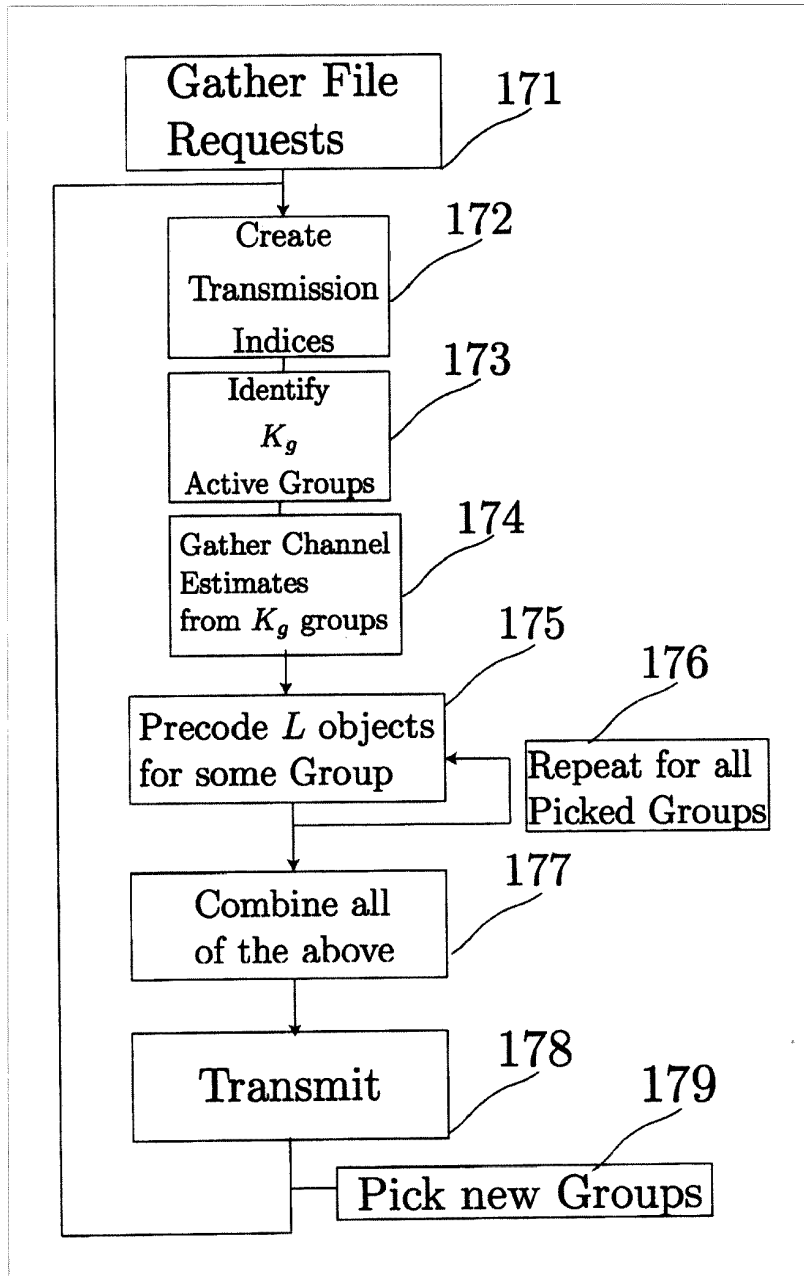 Gather File
Requests
171
Create
Transmission
Indices
172
Identify
K_g
Active Groups
173
Gather Channel
Estimates
from K_g groups
174
Precode L objects
for some Group
175
Repeat for all
Picked Groups
176
Combine all
of the above
177
Transmit
178
Pick new Groups
179